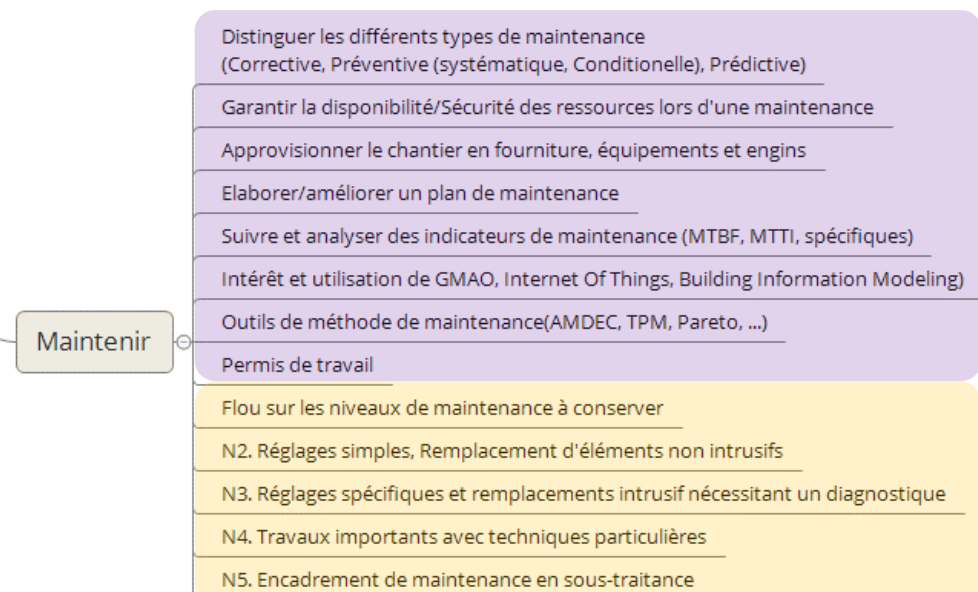 Distinguer les différents types de maintenance
(Corrective, Préventive (systématique, Conditionelle), Prédictive)
Garantir la disponibilité/Sécurité des ressources lors d'une maintenance
Approvisionner le chantier en fourniture, équipements et engins
Elaborer/améliorer un plan de maintenance
Suivre et analyser des indicateurs de maintenance (MTBF, MTTI, spécifiques)
Intérêt et utilisation de GMAO, Internet Of Things, Building Information Modeling)
Maintenir
Outils de méthode de maintenance(AMDEC, TPM, Pareto, ...)
Permis de travail
Flou sur les niveaux de maintenance à conserver
N2. Réglages simples, Remplacement d'éléments non intrusifs
N3. Réglages spécifiques et remplacements intrusif nécessitant un diagnostique
N4. Travaux importants avec techniques particulières
N5. Encadrement de maintenance en sous-traitance